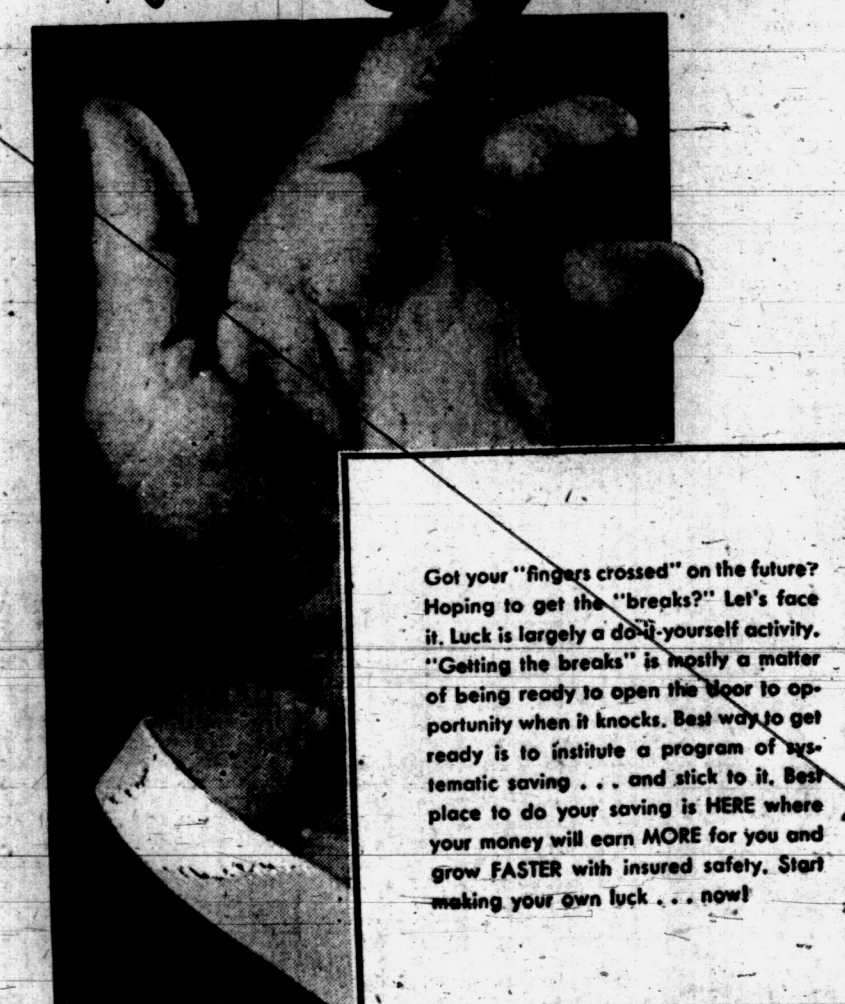 Got your "fingers crossed" on the future?
Hoping to get the "breaks?" Let's face
it. Luck is largely a do-it-yourself activity.
"Getting the breaks" is mostly a matter
of being ready to open the door to op-
portunity when it knocks. Best way to get
ready is to institute a program of sys-
tematic saving . . . and stick to it. Best
place to do your saving is HERE where
your money will earn MORE for you and
grow FASTER with insured safety. Start
making your own luck . . . now!